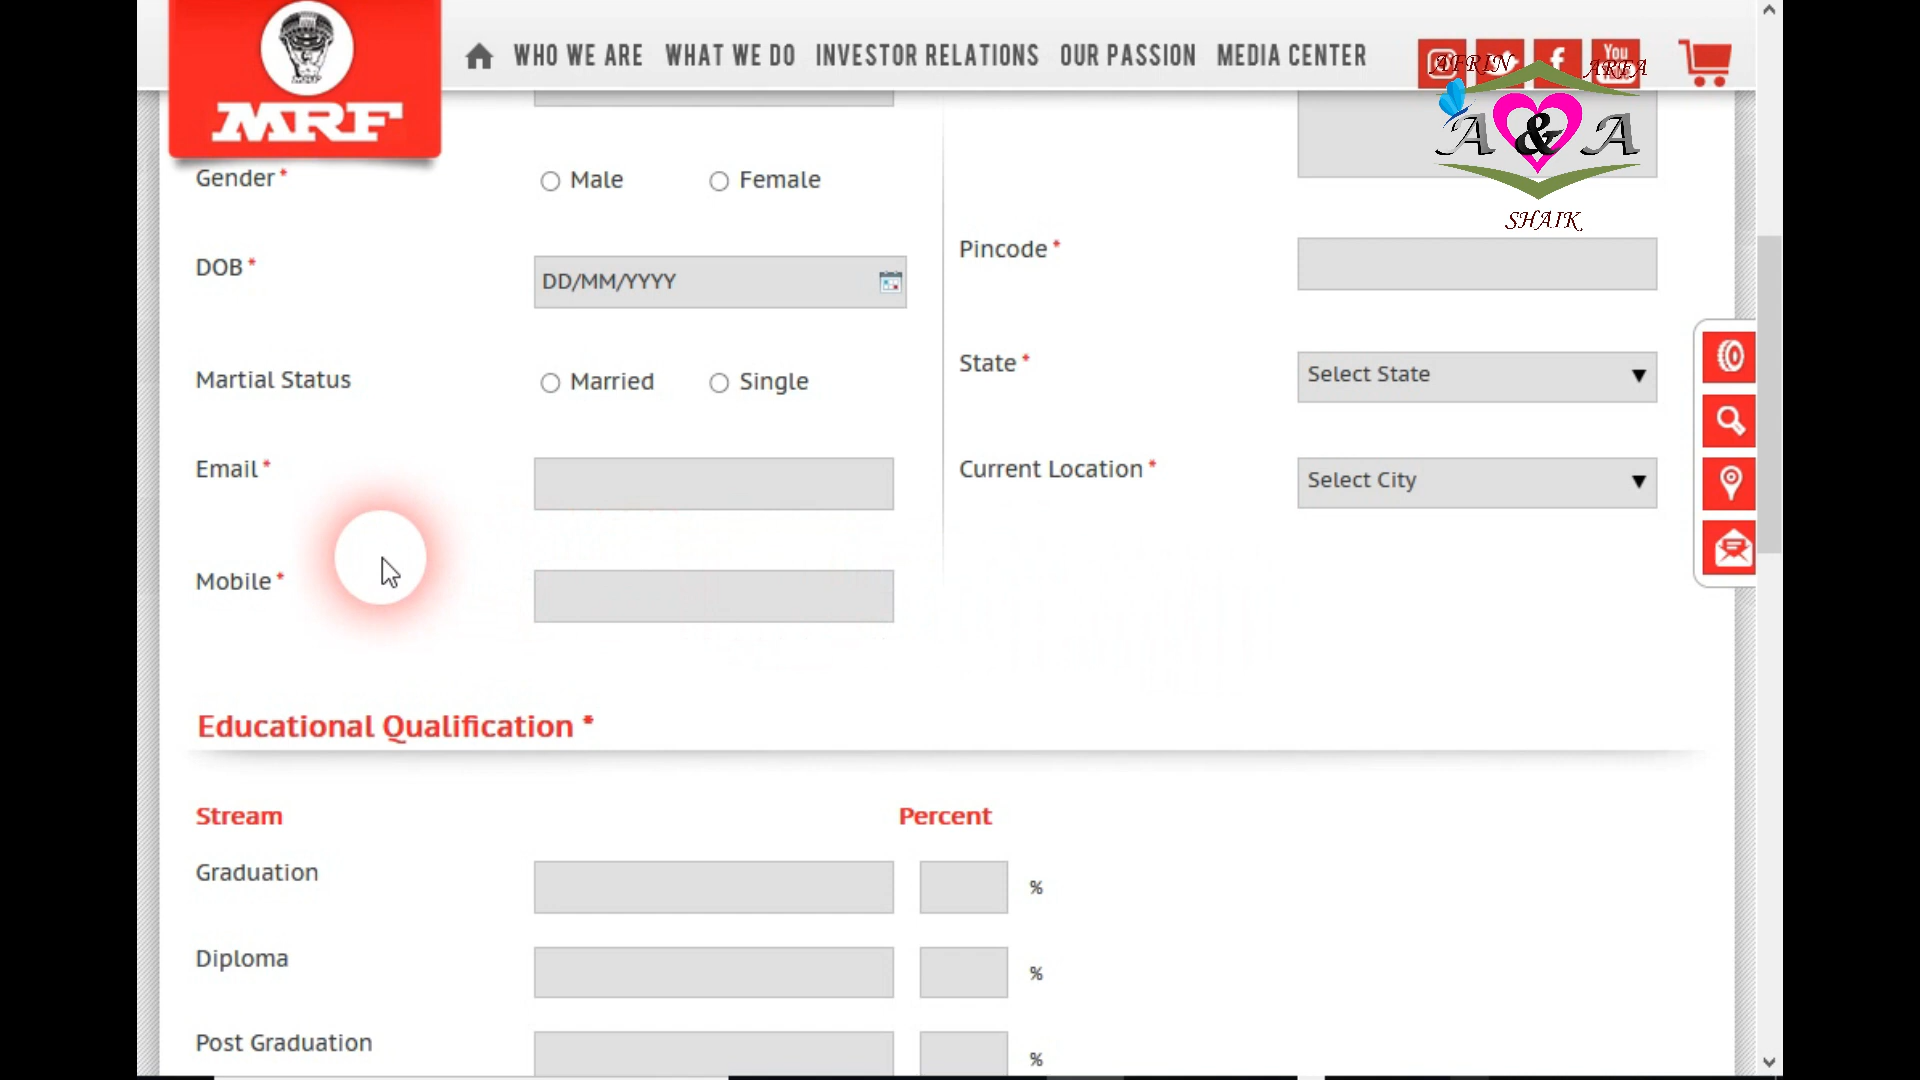 MRF
WHO WE ARE WHAT WE DO INVESTOR RELATIONS OUR PASSION MEDIA CENTER
You
AFRIN ARFA
A & A
SHAIK
Gender *
Male Female
DOB *
DD/MM/YYYY
Martial Status
Married Single
Email *
Mobile *
Pincode *
State *
Select State
Current Location *
Select City
Educational Qualification *
Stream Percent
Graduation %
Diploma %
Post Graduation %